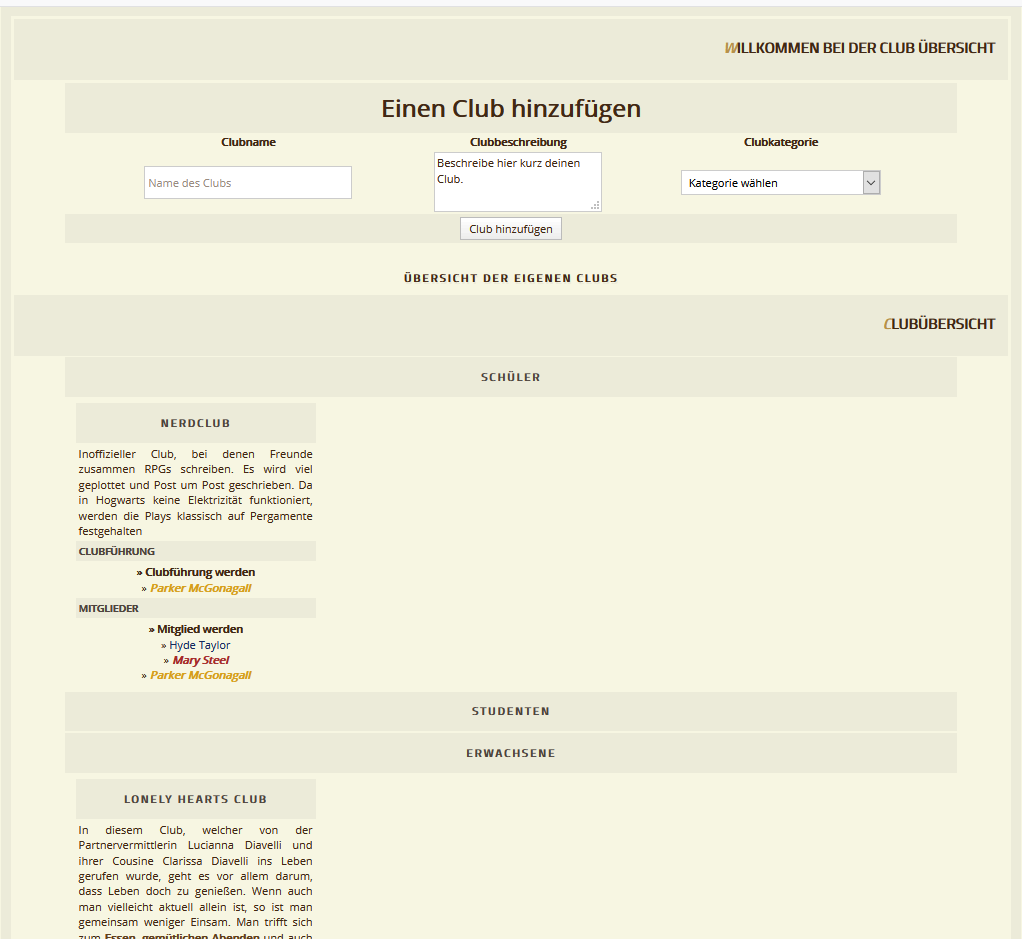 WILLKOMMEN BEI DER CLUB ÜBERSICHT
Einen Club hinzufügen
Clubname Clubbeschreibung Clubkategorie
Name des Clubs
Beschreibe hier kurz deinen
Club.
Kategorie wählen
Club hinzufügen
ÜBERSICHT DER EIGENEN CLUBS
CLUBÜBERSICHT
SCHÜLER
NERDCLUB
Inoffizieller Club, bei denen Freunde
zusammen RPGs schreiben. Es wird viel
geplottet und Post um Post geschrieben. Da
in Hogwarts keine Elektrizität funktioniert,
werden die Plays klassisch auf Pergamente
festgehalten
CLUBFÜHRUNG
» Clubführung werden
» Parker McGonagall
MITGLIEDER
» Mitglied werden
» Hyde Taylor
» Mary Steel
» Parker McGonagall
STUDENTEN
ERWACHSENE
LONELY HEARTS CLUB
In diesem Club, welcher von der
Partnervermittlerin Lucianna Diavelli und
ihrer Cousine Clarissa Diavelli ins Leben
gerufen wurde, geht es vor allem darum,
dass Leben doch zu genießen. Wenn auch
man vielleicht aktuell allein ist, so ist man
gemeinsam weniger Einsam. Man trifft sich
zum Essen, gemütlichen Abenden und auch